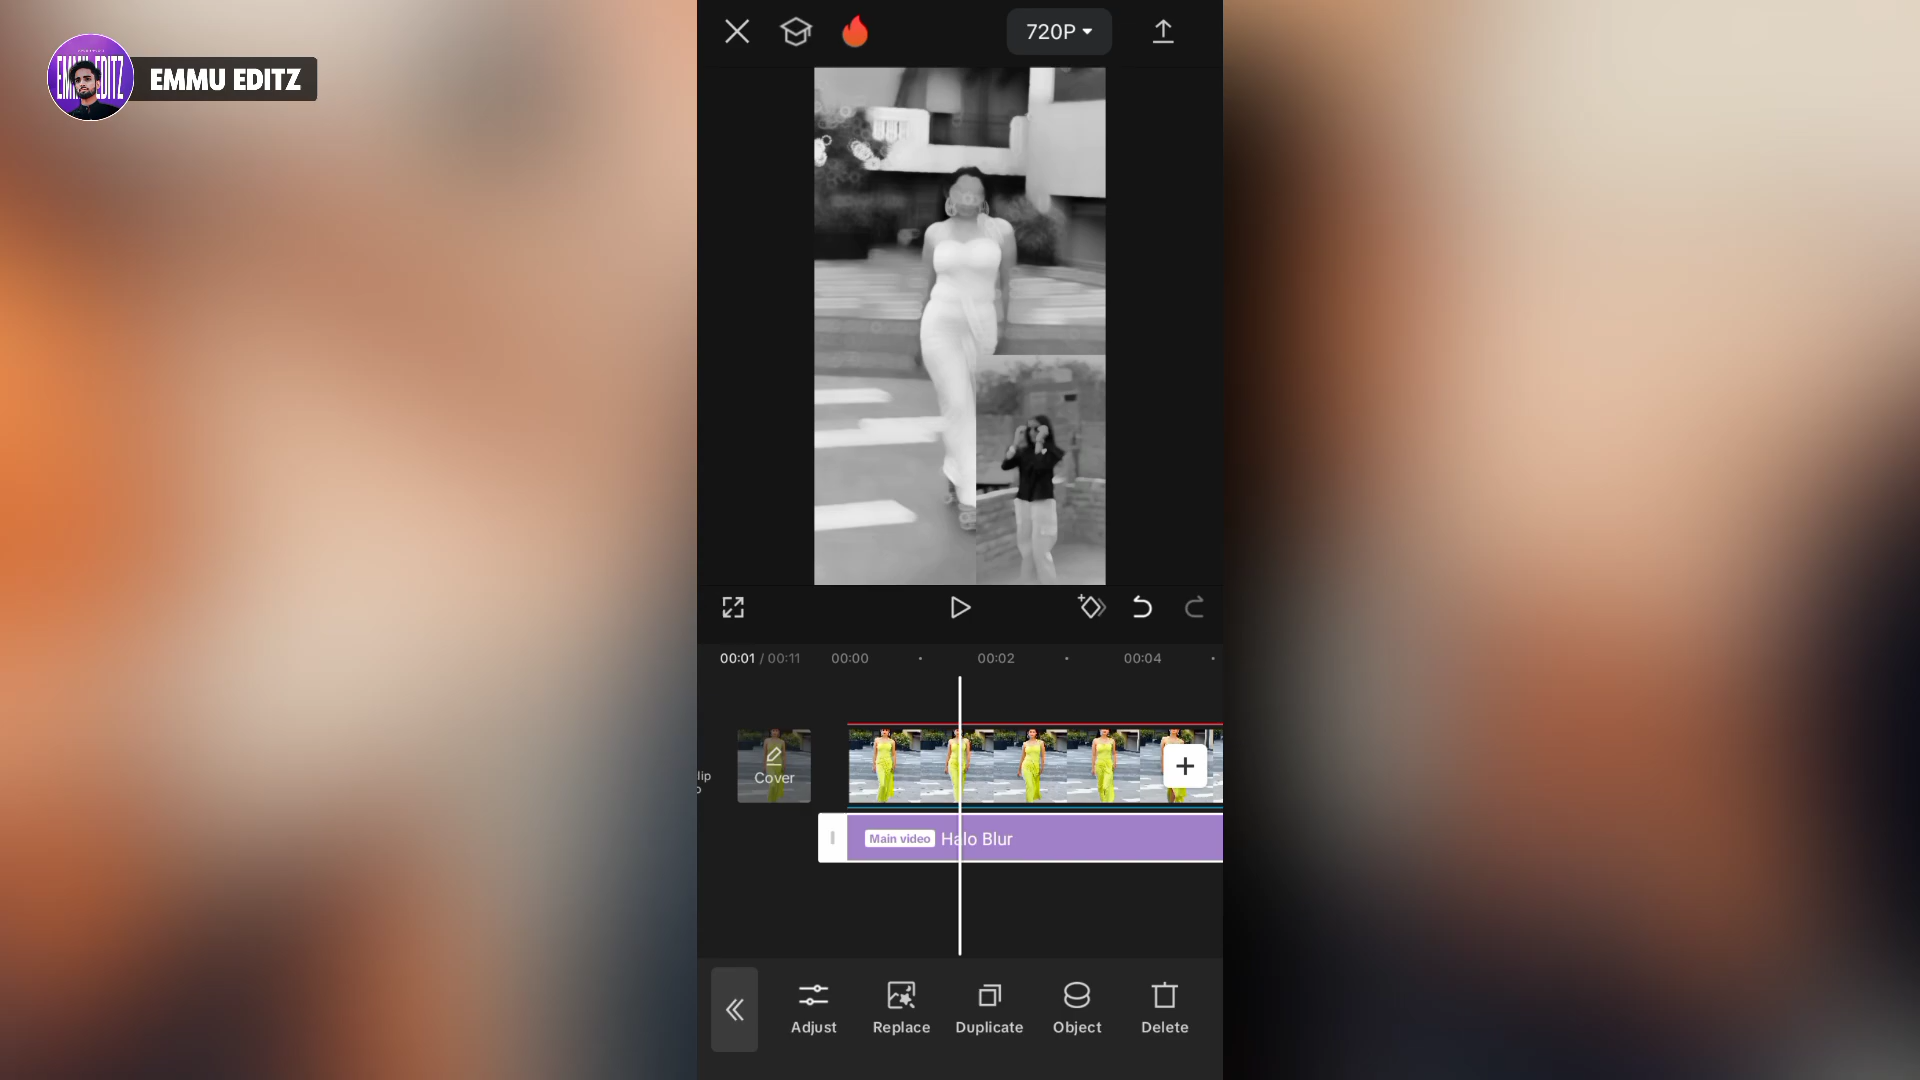 EMMU EDITZ
720P
00:01 / 00:11
00:00
00:02
00:04
lip
Cover
Main video
Halo Blur
Adjust
Replace
Duplicate
Object
Delete